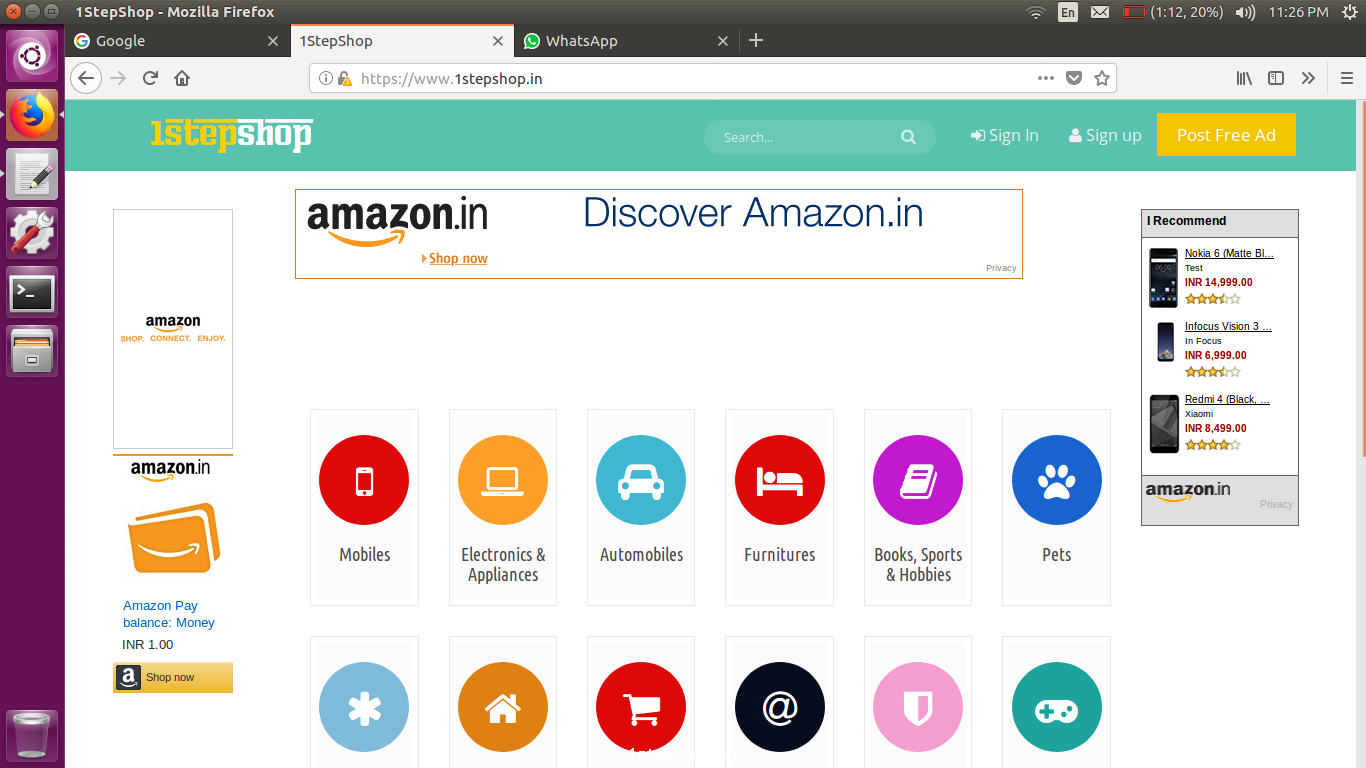 1StepShop - Mozilla Firefox
En
(1:12, 20%)
11:26 PM
Google
1StepShop
WhatsApp
https://www.1stepshop.in
1stepshop
Search...
Sign In
Sign up
Post Free Ad
amazon.in
Discover Amazon.in
Shop now
Privacy
amazon
SHOP. CONNECT. ENJOY.
amazon.in
Amazon Pay
balance: Money
INR 1.00
Shop now
I Recommend
Nokia 6 (Matte Bl...
Test
INR 14,999.00
Infocus Vision 3 ...
In Focus
INR 6,999.00
Redmi 4 (Black, ...
Xiaomi
INR 8,499.00
amazon.in
Privacy
Mobiles
Electronics &
Appliances
Automobiles
Furnitures
Books, Sports
& Hobbies
Pets
@